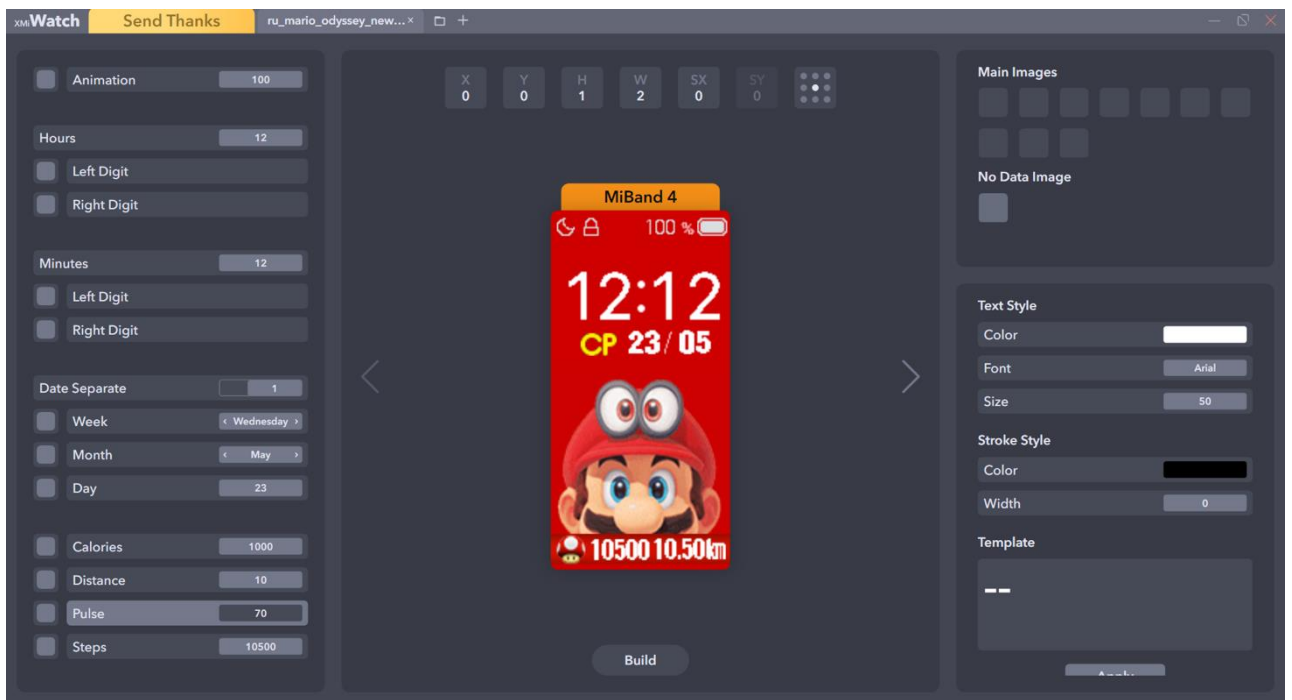 XMiWatch Send Thanks ru_mario_odyssey_new...× +
Animation 100
Hours 12
Left Digit
Right Digit
Minutes 12
Left Digit
Right Digit
Date Separate 1
Week ‹ Wednesday ›
Month ‹ May ›
Day 23
Calories 1000
Distance 10
Pulse 70
Steps 10500
X Y H W SX SY
0 0 1 2 0 0
MiBand 4
100 %
12:12
CP 23/ 05
10500 10.50km
Build
Main Images
No Data Image
Text Style
Color
Font Arial
Size 50
Stroke Style
Color
Width 0
Template
--
Apply